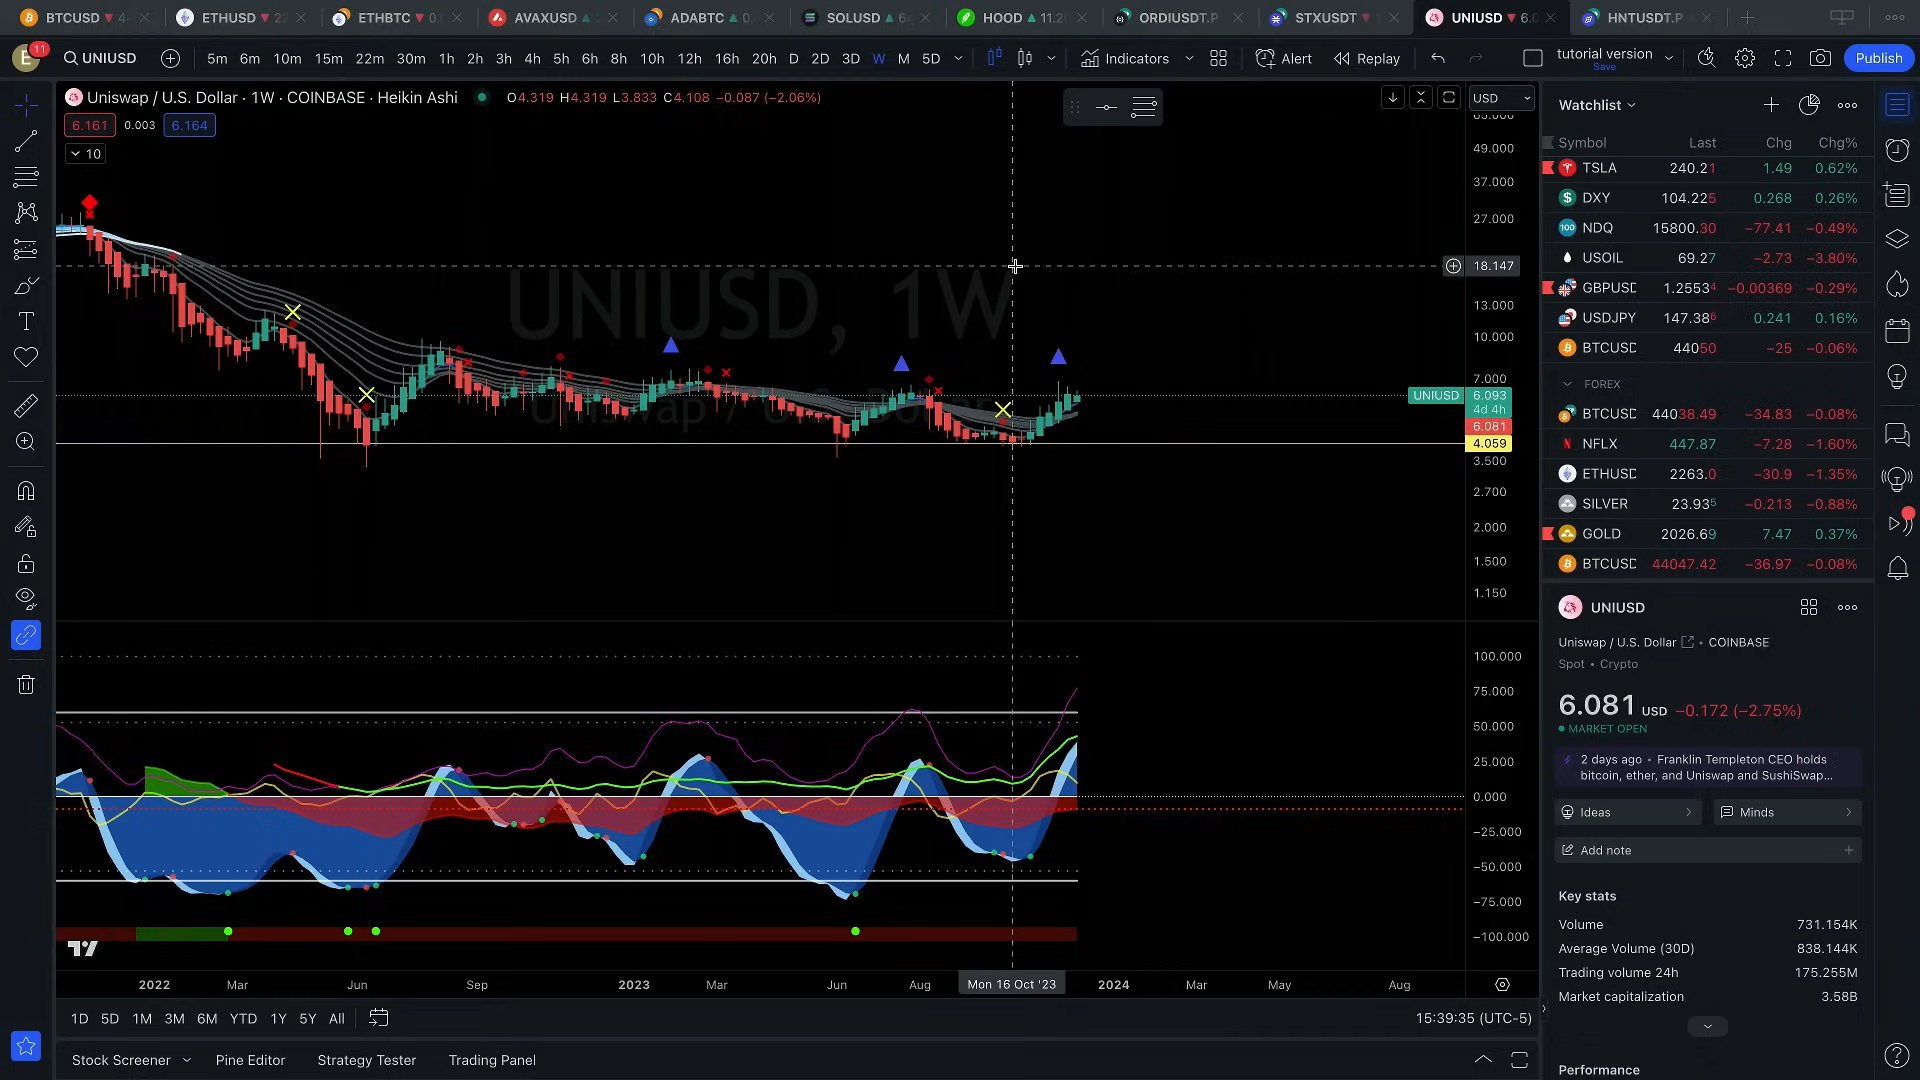 BTCUSD
ETHUSD
ETHBTC
AVAXUSD
ADABTC
SOLUSD
HOOD 11.2
ORDIUSDT.P
STXUSDT
UNIUSD 6.0
HNTUSDT.P
E 11 UNIUSD 5m 6m 10m 15m 22m 30m 1h 2h 3h 4h 5h 6h 8h 10h 12h 16h 20h D 2D 3D W M 5D Indicators Alert Replay tutorial version Save Publish
Uniswap / U.S. Dollar · 1W · COINBASE · Heikin Ashi O4.319 H4.319 L3.833 C4.108 −0.087 (−2.06%)
6.161 0.003 6.164
10
UNIUSD, 1W
Uniswap / U.S. Dollar
USD
65.000
49.000
37.000
27.000
18.147
13.000
10.000
7.000
UNIUSD 6.093
4d 4h
6.081
4.059
3.500
2.700
2.000
1.500
1.150
100.000
75.000
50.000
25.000
0.000
−25.000
−50.000
−75.000
−100.000
2022 Mar Jun Sep 2023 Mar Jun Aug Mon 16 Oct '23 2024 Mar May Aug
1D 5D 1M 3M 6M YTD 1Y 5Y All 15:39:35 (UTC-5)
Stock Screener Pine Editor Strategy Tester Trading Panel
Watchlist
Symbol Last Chg Chg%
TSLA 240.21 1.49 0.62%
DXY 104.225 0.268 0.26%
NDQ 15800.30 −77.41 −0.49%
USOIL 69.27 −2.73 −3.80%
GBPUSD 1.25534 −0.00369 −0.29%
USDJPY 147.386 0.241 0.16%
BTCUSD 44050 −25 −0.06%
FOREX
BTCUSD 44038.49 −34.83 −0.08%
NFLX 447.87 −7.28 −1.60%
ETHUSD 2263.0 −30.9 −1.35%
SILVER 23.935 −0.213 −0.88%
GOLD 2026.69 7.47 0.37%
BTCUSD 44047.42 −36.97 −0.08%
UNIUSD
Uniswap / U.S. Dollar • COINBASE
Spot • Crypto
6.081 USD −0.172 (−2.75%)
MARKET OPEN
2 days ago • Franklin Templeton CEO holds
bitcoin, ether, and Uniswap and SushiSwap...
Ideas
Minds
Add note
Key stats
Volume 731.154K
Average Volume (30D) 838.144K
Trading volume 24h 175.255M
Market capitalization 3.58B
Performance